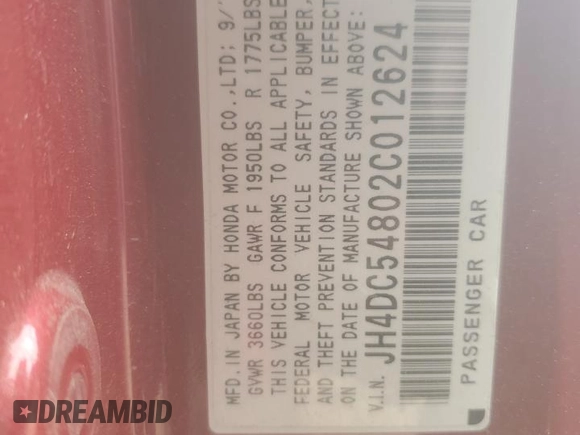 MFD. IN JAPAN BY HONDA MOTOR CO.,LTD; 9/
GVWR 3660LBS GAWR F 1950LBS R 1775LBS
THIS VEHICLE CONFORMS TO ALL APPLICABLE
FEDERAL MOTOR VEHICLE SAFETY, BUMPER,
AND THEFT PREVENTION STANDARDS IN EFFECT
ON THE DATE OF MANUFACTURE SHOWN ABOVE:
V.I.N. JH4DC54802C012624
PASSENGER CAR
DREAMBID